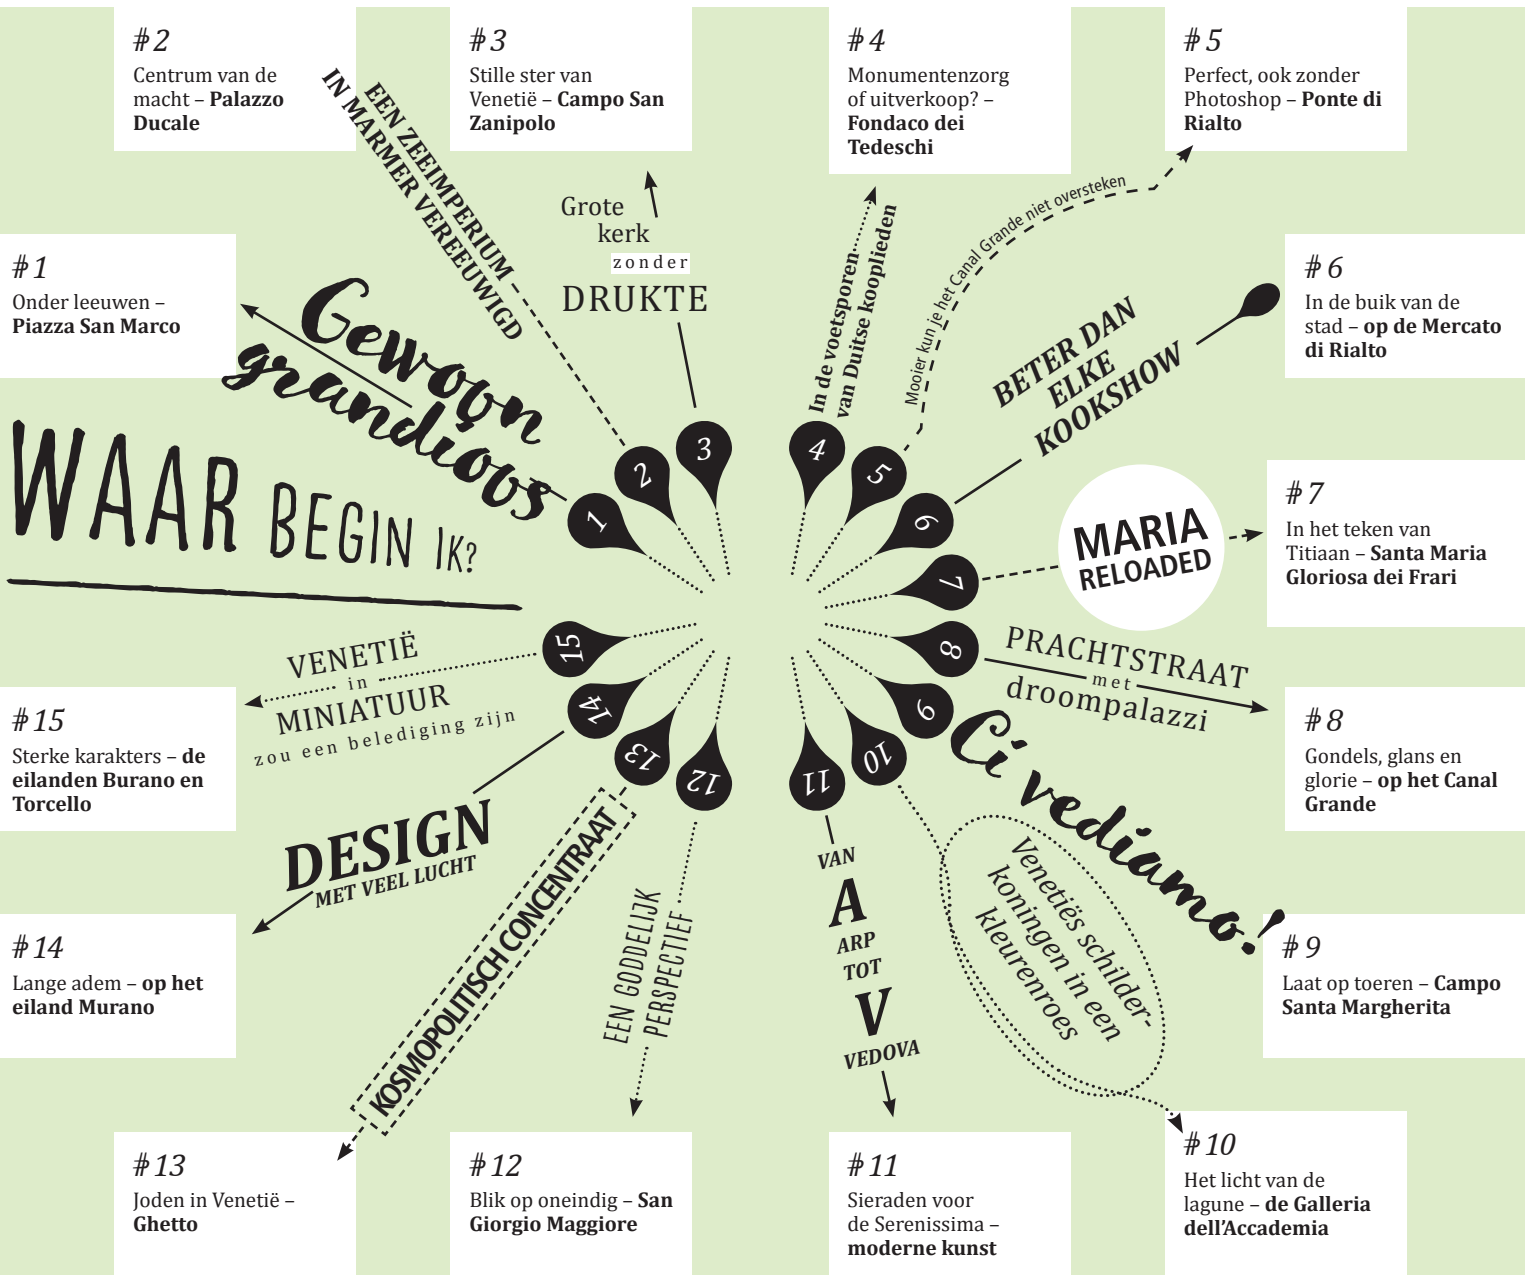 WAAR BEGIN IK?
#1
Onder leeuwen –
Piazza San Marco
Gewoon
grandioos
1
#2
Centrum van de
macht – Palazzo
Ducale
EEN ZEEIMPERIUM
IN MARMER VEREEUWIGD
2
#3
Stille ster van
Venetië – Campo San
Zanipolo
Grote
kerk
zonder
DRUKTE
3
#4
Monumentenzorg
of uitverkoop? –
Fondaco dei
Tedeschi
In de voetsporen
van Duitse kooplieden
4
#5
Perfect, ook zonder
Photoshop – Ponte di
Rialto
Mooier kun je het Canal Grande niet oversteken
5
#6
In de buik van de
stad – op de Mercato
di Rialto
BETER DAN
ELKE
KOOKSHOW
6
#7
In het teken van
Titiaan – Santa Maria
Gloriosa dei Frari
MARIA
RELOADED
7
#8
Gondels, glans en
glorie – op het Canal
Grande
PRACHTSTRAAT
met
droompalazzi
8
#9
Laat op toeren – Campo
Santa Margherita
Ci vediamo!
9
#10
Het licht van de
lagune – de Galleria
dell'Accademia
Venetiës schilder-
koningen in een
kleurenroes
10
#11
Sieraden voor
de Serenissima –
moderne kunst
VAN
A
ARP
TOT
V
VEDOVA
11
#12
Blik op oneindig – San
Giorgio Maggiore
EEN GODDELIJK
PERSPECTIEF
12
#13
Joden in Venetië –
Ghetto
KOSMOPOLITISCH CONCENTRAAT
13
#14
Lange adem – op het
eiland Murano
DESIGN
MET VEEL LUCHT
14
#15
Sterke karakters – de
eilanden Burano en
Torcello
VENETIË
in
MINIATUUR
zou een belediging zijn
15